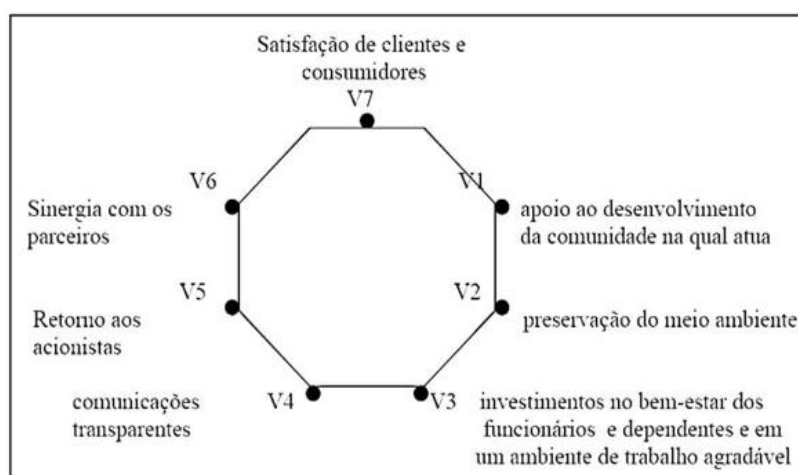 Satisfação de clientes e
consumidores
V7
V6
V1
Sinergia com os
parceiros
apoio ao desenvolvimento
da comunidade na qual atua
V5
V2
Retorno aos
acionistas
preservação do meio ambiente
comunicações
transparentes
V4
V3
investimentos no bem-estar dos
funcionários e dependentes e em
um ambiente de trabalho agradável